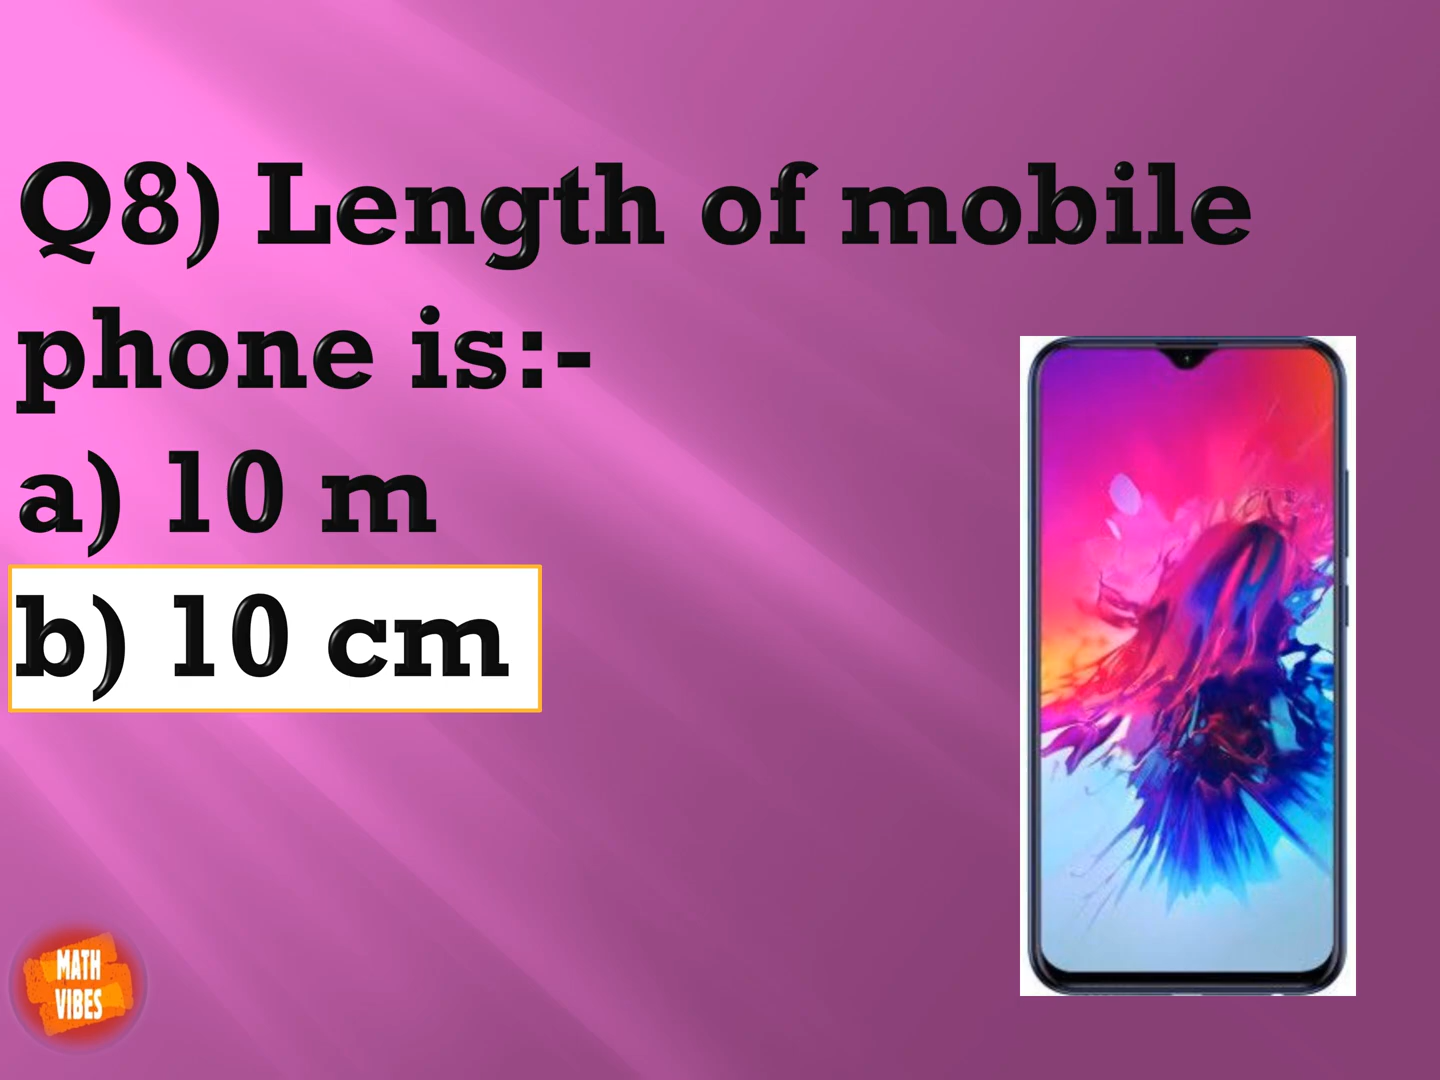 Q8) Length of mobile
phone is:-
a) 10 m
b) 10 cm
MATH
VIBES